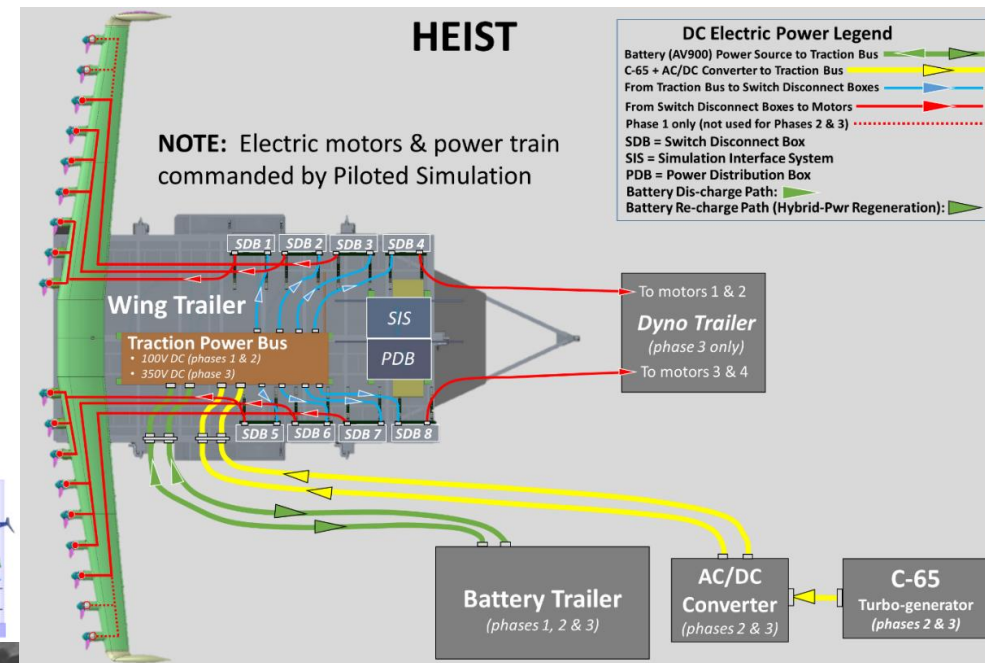 HEIST
DC Electric Power Legend
Battery (AV900) Power Source to Traction Bus
C-65 + AC/DC Converter to Traction Bus
From Traction Bus to Switch Disconnect Boxes
From Switch Disconnect Boxes to Motors
Phase 1 only (not used for Phases 2 & 3)
SDB = Switch Disconnect Box
SIS = Simulation Interface System
PDB = Power Distribution Box
Battery Dis-charge Path:
Battery Re-charge Path (Hybrid-Pwr Regeneration):
NOTE: Electric motors & power train
commanded by Piloted Simulation
SDB 1
SDB 2
SDB 3
SDB 4
Wing Trailer
SIS
PDB
Traction Power Bus
• 100V DC (phases 1 & 2)
• 350V DC (phase 3)
To motors 1 & 2
Dyno Trailer
(phase 3 only)
To motors 3 & 4
SDB 5
SDB 6
SDB 7
SDB 8
Battery Trailer
(phases 1, 2 & 3)
AC/DC
Converter
(phases 2 & 3)
C-65
Turbo-generator
(phases 2 & 3)